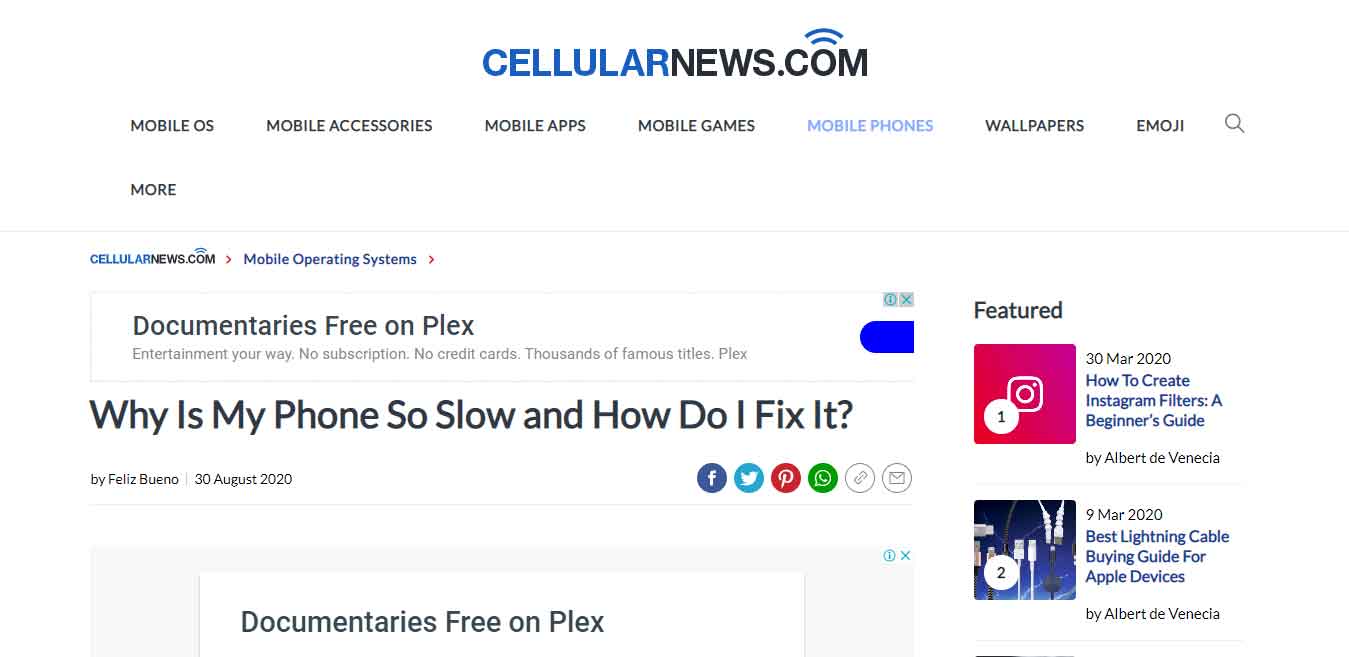 CELLULARNEWS.COM
MOBILE OS MOBILE ACCESSORIES MOBILE APPS MOBILE GAMES MOBILE PHONES WALLPAPERS EMOJI
MORE
CELLULARNEWS.COM > Mobile Operating Systems >
Documentaries Free on Plex
Entertainment your way. No subscription. No credit cards. Thousands of famous titles. Plex
Why Is My Phone So Slow and How Do I Fix It?
by Feliz Bueno | 30 August 2020
Documentaries Free on Plex
Featured
1
30 Mar 2020
How To Create
Instagram Filters: A
Beginner's Guide
by Albert de Venecia
2
9 Mar 2020
Best Lightning Cable
Buying Guide For
Apple Devices
by Albert de Venecia